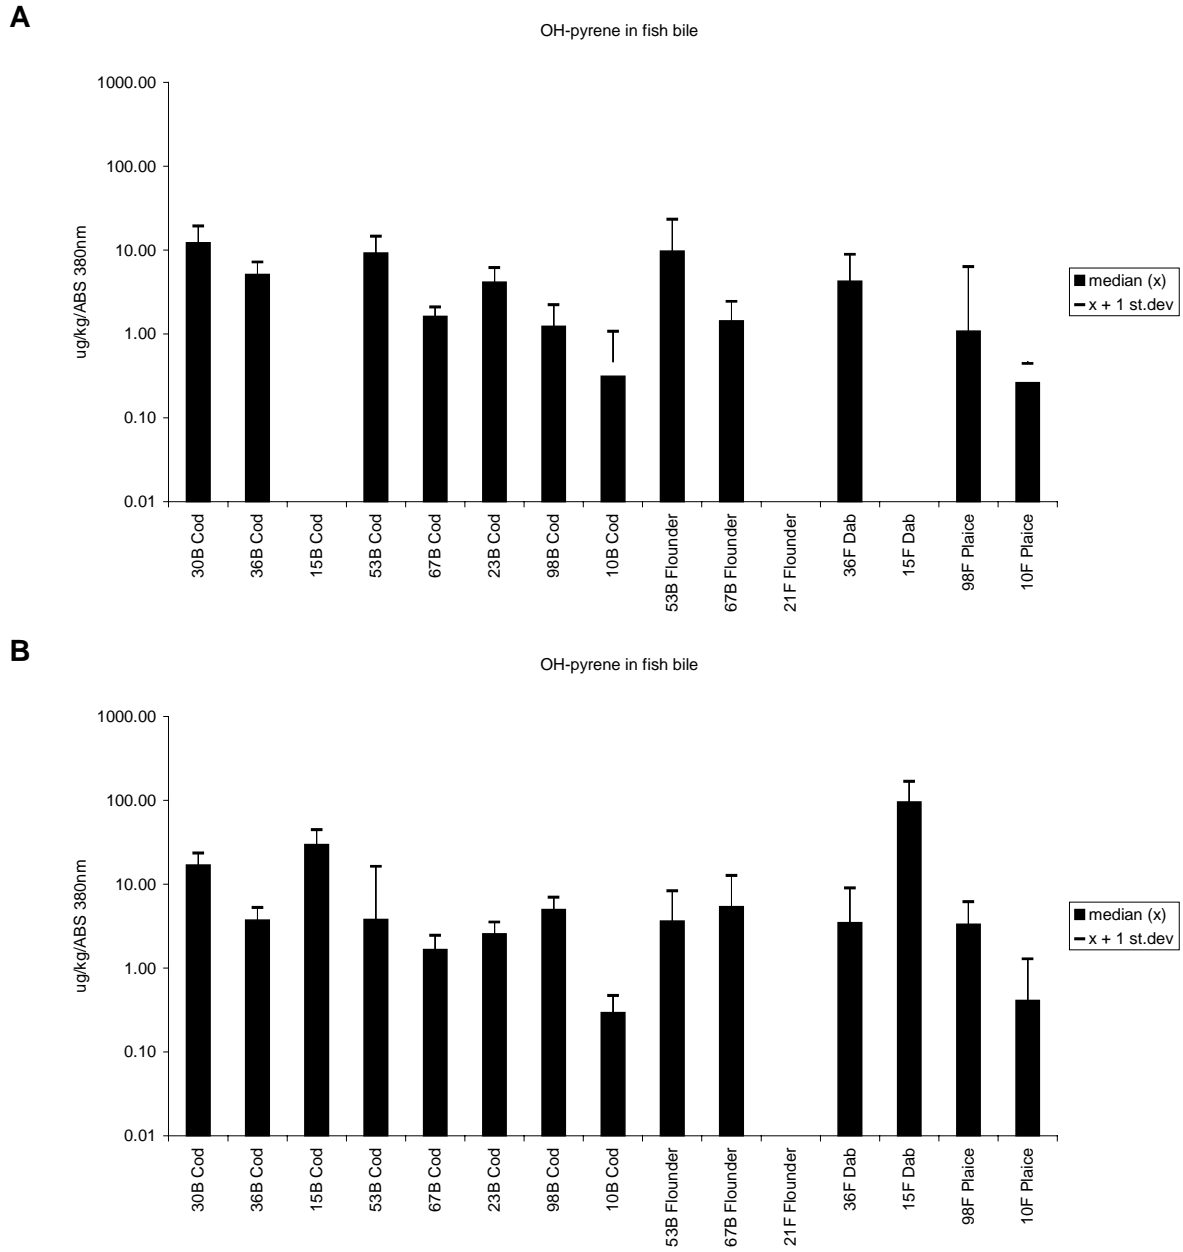 A
OH-pyrene in fish bile
1000.00
100.00
10.00
1.00
0.10
0.01
ug/kg/ABS 380nm
30B Cod
36B Cod
15B Cod
53B Cod
67B Cod
23B Cod
98B Cod
10B Cod
53B Flounder
67B Flounder
21F Flounder
36F Dab
15F Dab
98F Plaice
10F Plaice
median (x)
x + 1 st.dev
B
OH-pyrene in fish bile
1000.00
100.00
10.00
1.00
0.10
0.01
ug/kg/ABS 380nm
30B Cod
36B Cod
15B Cod
53B Cod
67B Cod
23B Cod
98B Cod
10B Cod
53B Flounder
67B Flounder
21F Flounder
36F Dab
15F Dab
98F Plaice
10F Plaice
median (x)
x + 1 st.dev